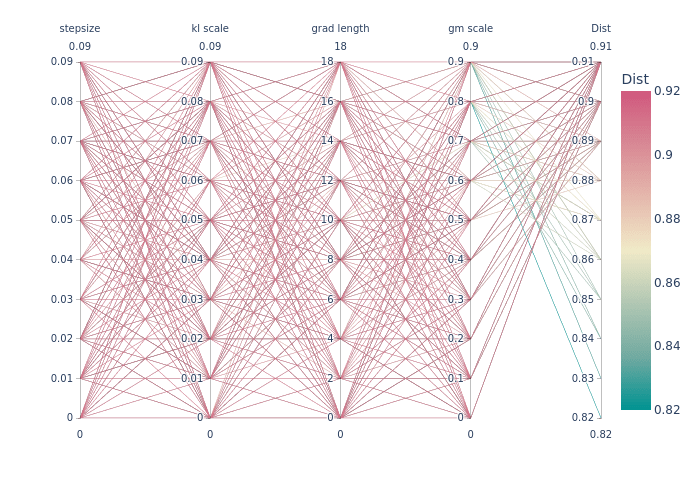 stepsize kl scale grad length gm scale Dist
0.09 0.09 18 0.9 0.91
0.09 0.09 18 0.9 0.91
Dist
0.92
0.08 0.08 16 0.8 0.9
0.07 0.07 14 0.7 0.89
0.9
0.06 0.06 12 0.6 0.88
0.88
0.05 0.05 10 0.5 0.87
0.04 0.04 8 0.4 0.86
0.86
0.03 0.03 6 0.3 0.85
0.02 0.02 4 0.2 0.84
0.84
0.01 0.01 2 0.1 0.83
0.82
0 0 0 0 0.82
0 0 0 0 0.82